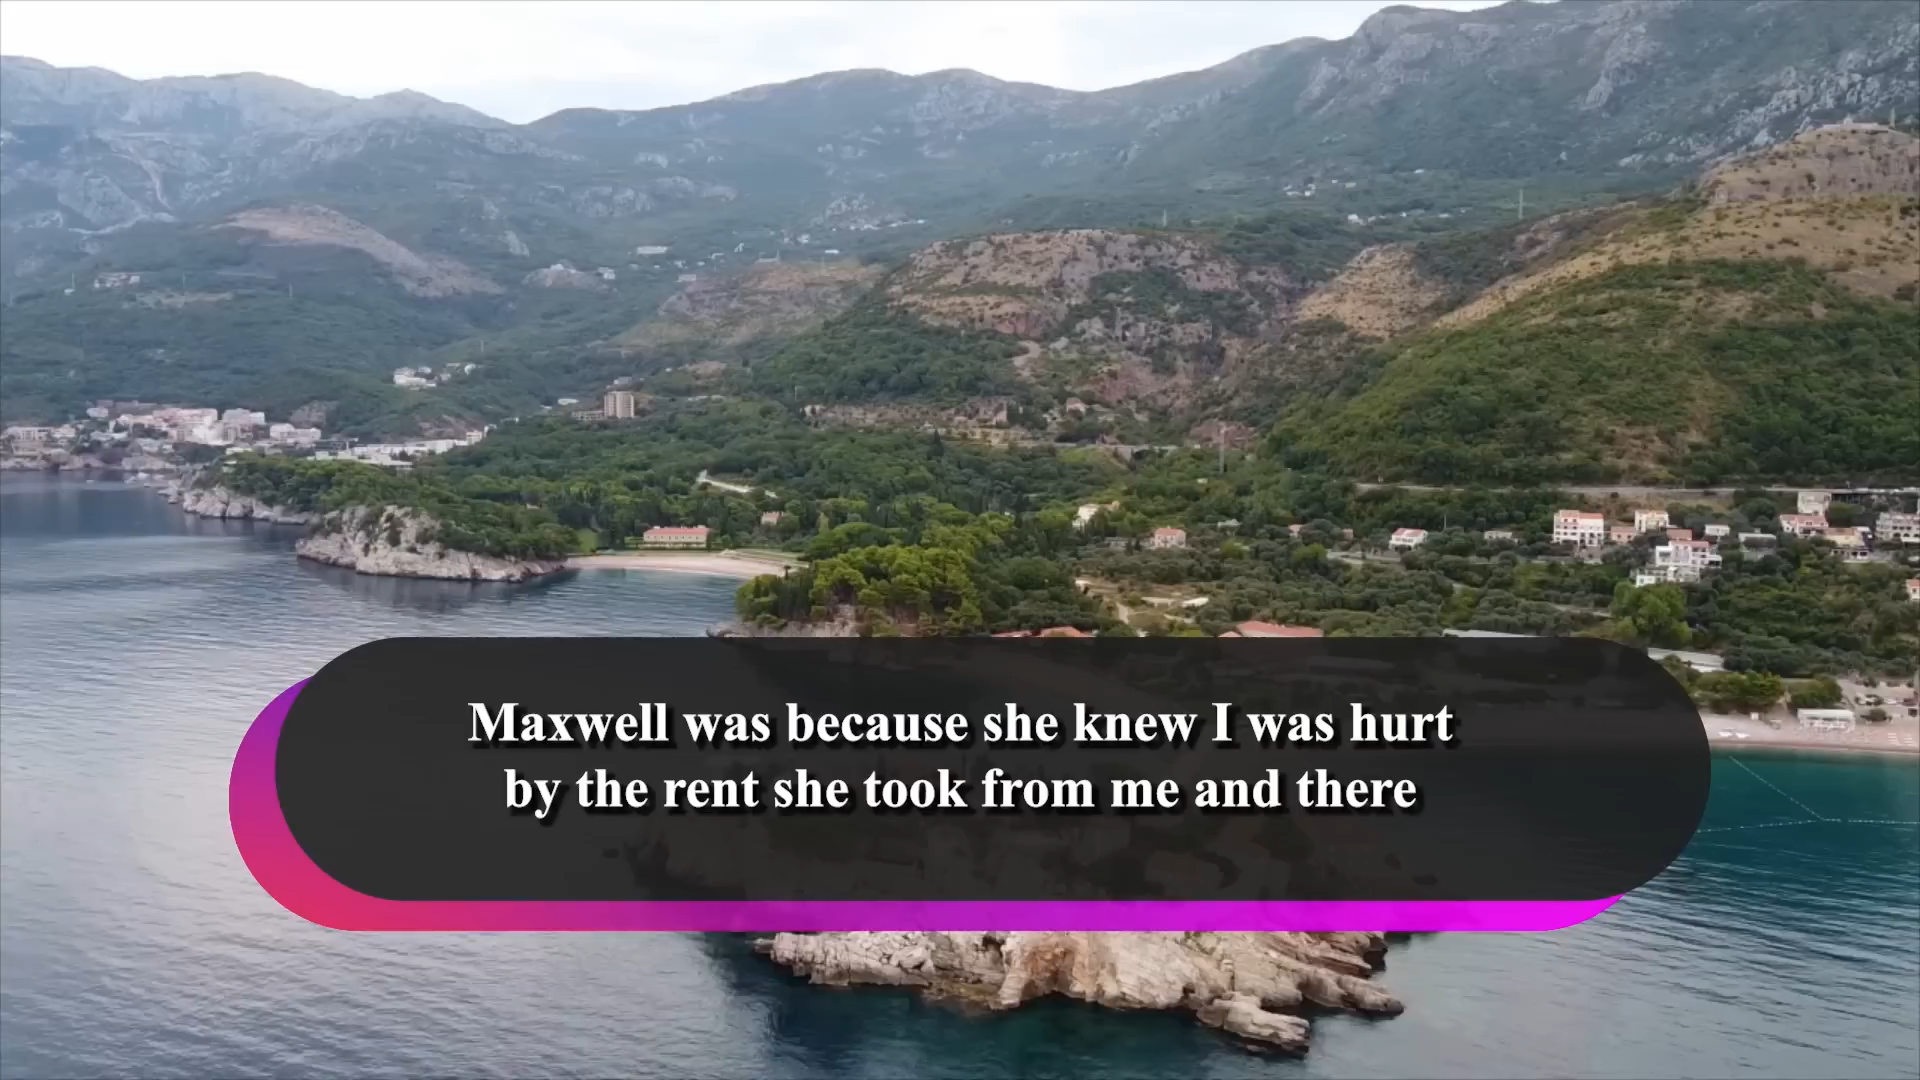 Maxwell was because she knew I was hurt
by the rent she took from me and there